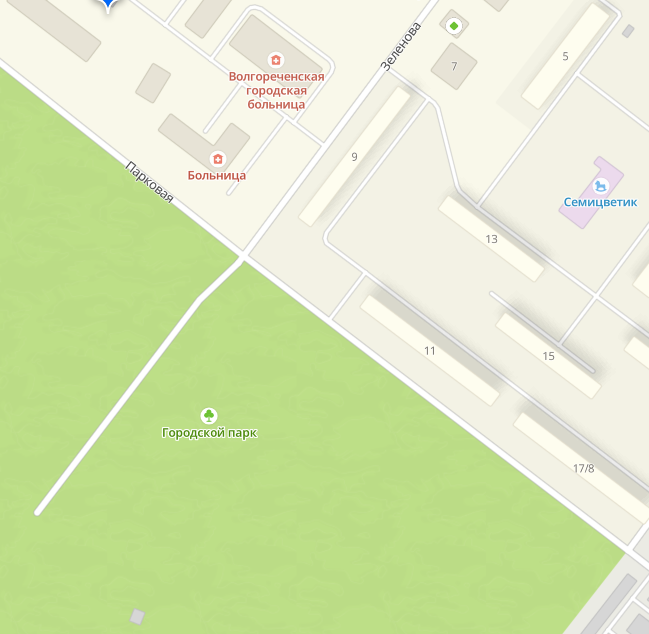 Зеленова
5
7
Волгореченская
городская
больница
9
Парковая
Больница
Семицветик
13
11
15
Городской парк
17/8